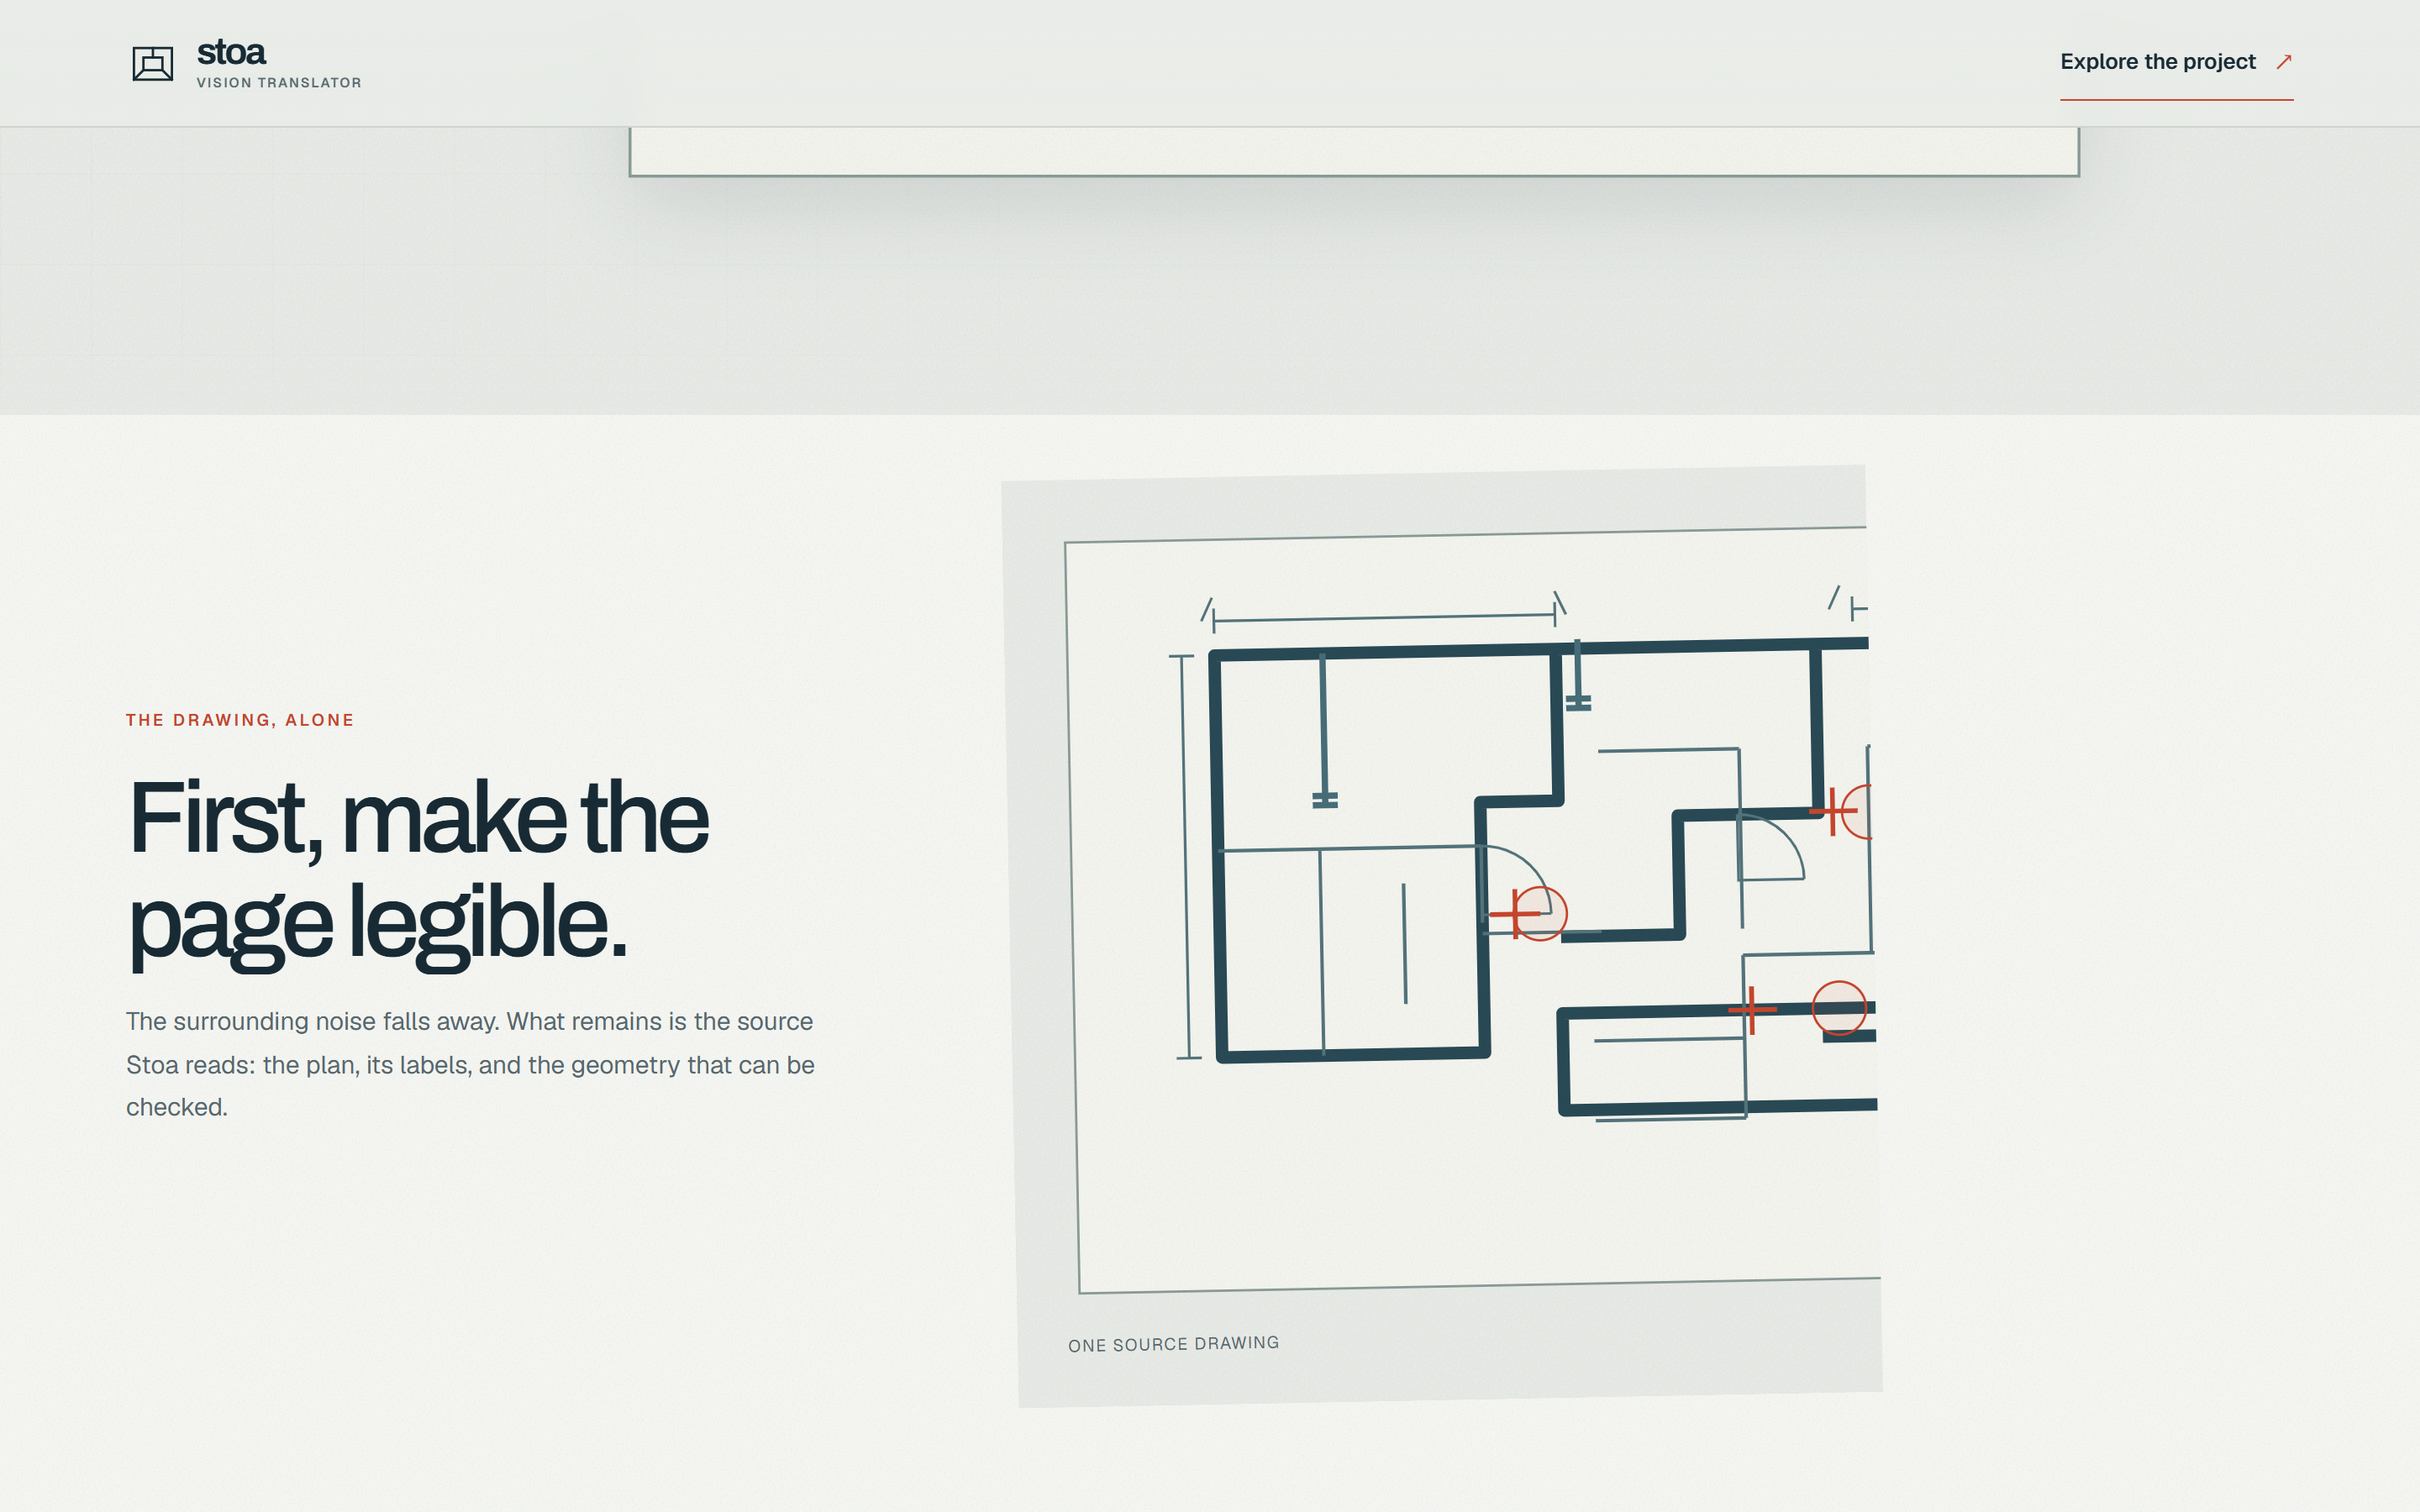 stoa
VISION TRANSLATOR
Explore the project ↗
THE DRAWING, ALONE
First, make the
page legible.
The surrounding noise falls away. What remains is the source
Stoa reads: the plan, its labels, and the geometry that can be
checked.
ONE SOURCE DRAWING